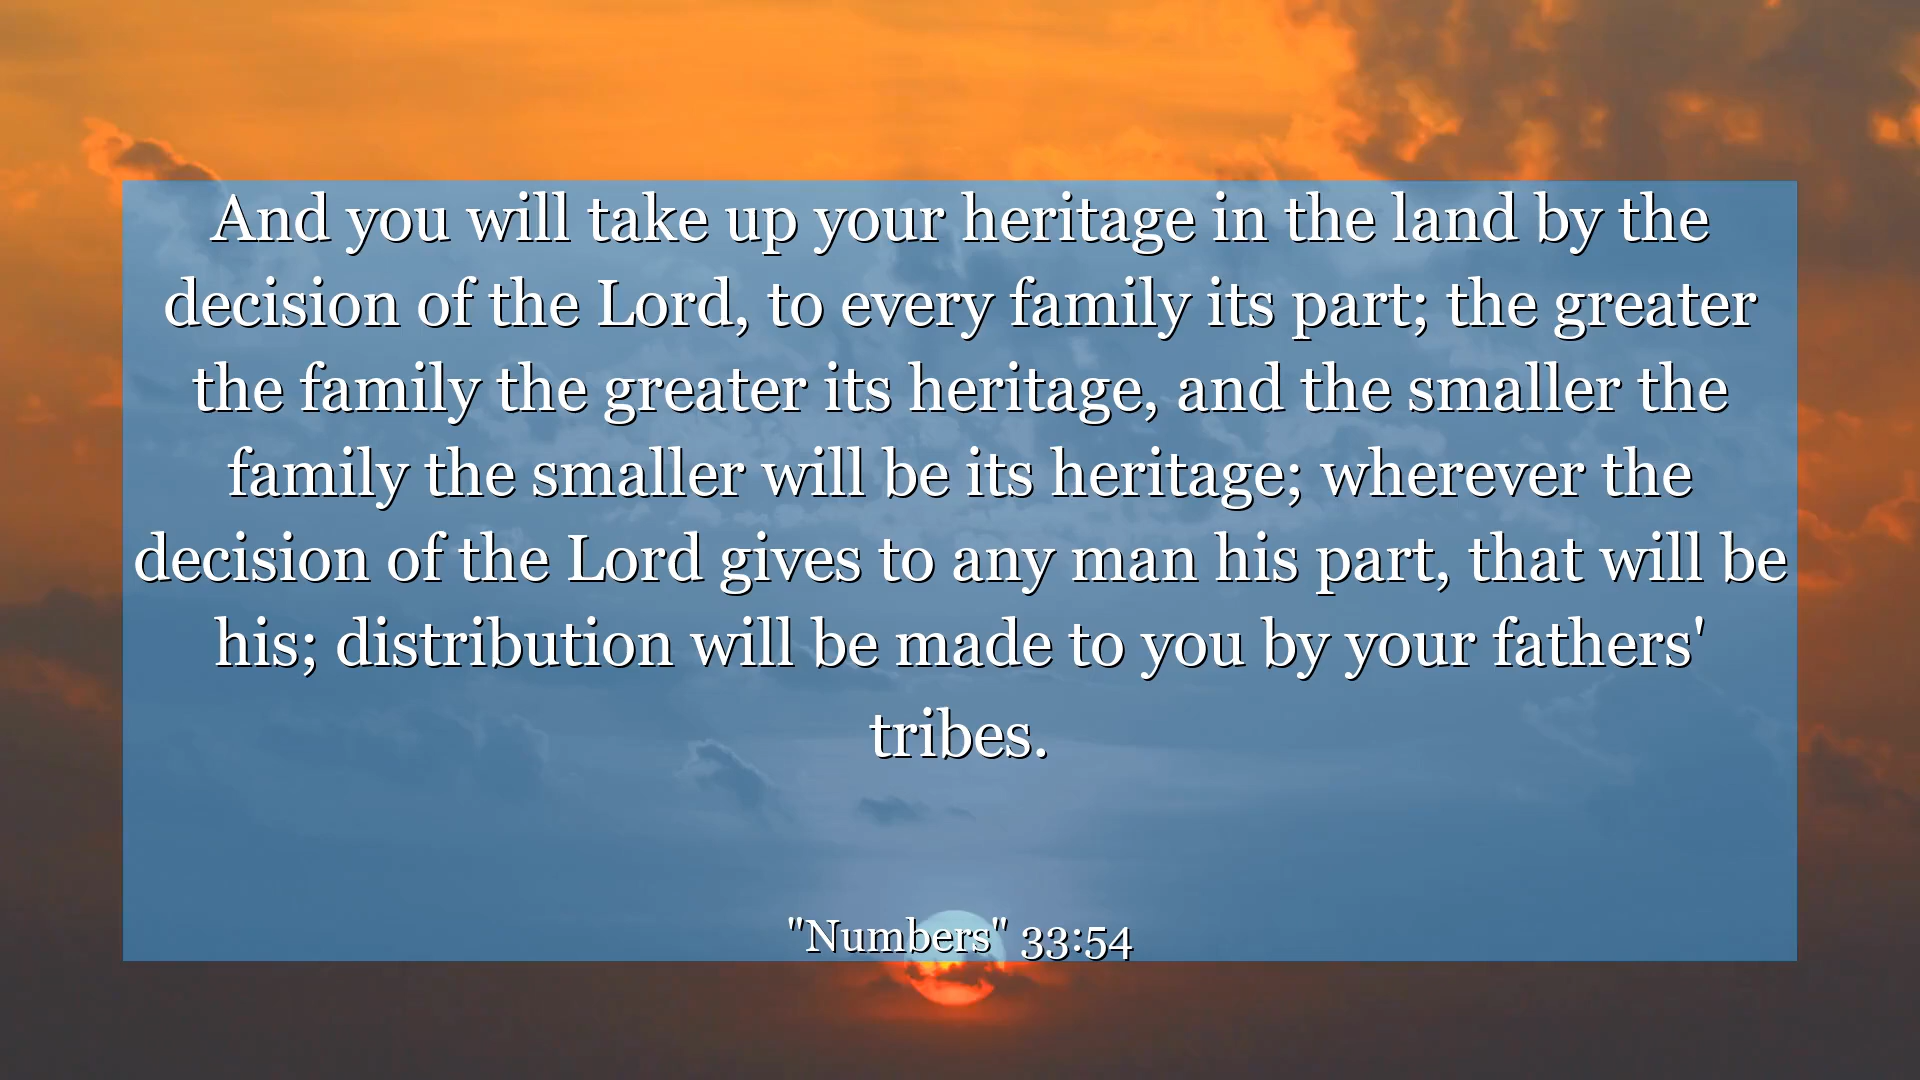 And you will take up your heritage in the land by the
decision of the Lord, to every family its part; the greater
the family the greater its heritage, and the smaller the
family the smaller will be its heritage; wherever the
decision of the Lord gives to any man his part, that will be
his; distribution will be made to you by your fathers'
tribes.
"Numbers" 33:54